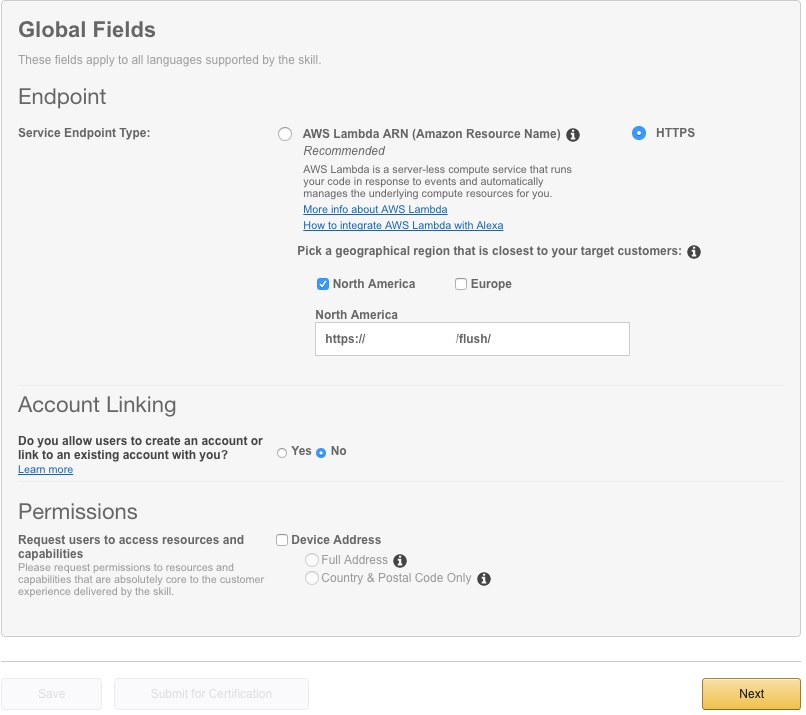 Global Fields
These fields apply to all languages supported by the skill.
Endpoint
Service Endpoint Type:
AWS Lambda ARN (Amazon Resource Name)
HTTPS
Recommended
AWS Lambda is a server-less compute service that runs
your code in response to events and automatically
manages the underlying compute resources for you.
More info about AWS Lambda
How to integrate AWS Lambda with Alexa
Pick a geographical region that is closest to your target customers:
North America
Europe
North America
https:// /flush/
Account Linking
Do you allow users to create an account or
link to an existing account with you?
Yes
No
Learn more
Permissions
Request users to access resources and
capabilities
Please request permissions to resources and
capabilities that are absolutely core to the customer
experience delivered by the skill.
Device Address
Full Address
Country & Postal Code Only
Save
Submit for Certification
Next